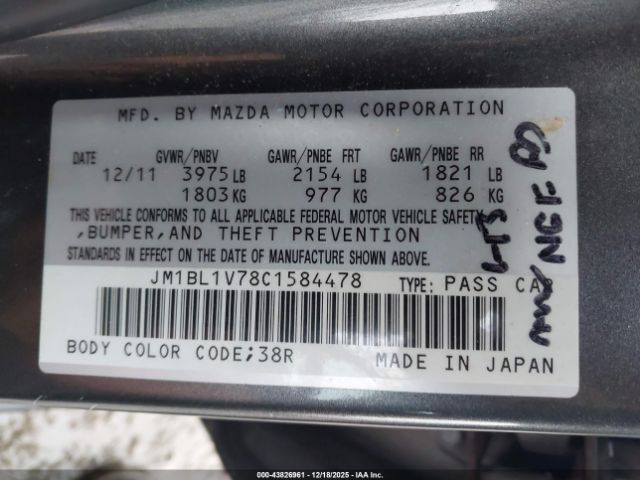 MFD. BY MAZDA MOTOR CORPORATION
DATE GVWR/PNBV GAWR/PNBE FRT GAWR/PNBE RR
12/11 3975 LB 2154 LB 1821 LB
1803 KG 977 KG 826 KG
THIS VEHICLE CONFORMS TO ALL APPLICABLE FEDERAL MOTOR VEHICLE SAFETY
,BUMPER,AND THEFT PREVENTION
STANDARDS IN EFFECT ON THE DATE OF MANUFACTURE SHOWN ABOVE.
JM1BL1V78C1584478 TYPE: PASS CA
BODY COLOR CODE;38R MADE IN JAPAN
000-43826961 - 12/18/2025 - IAAI, Inc.